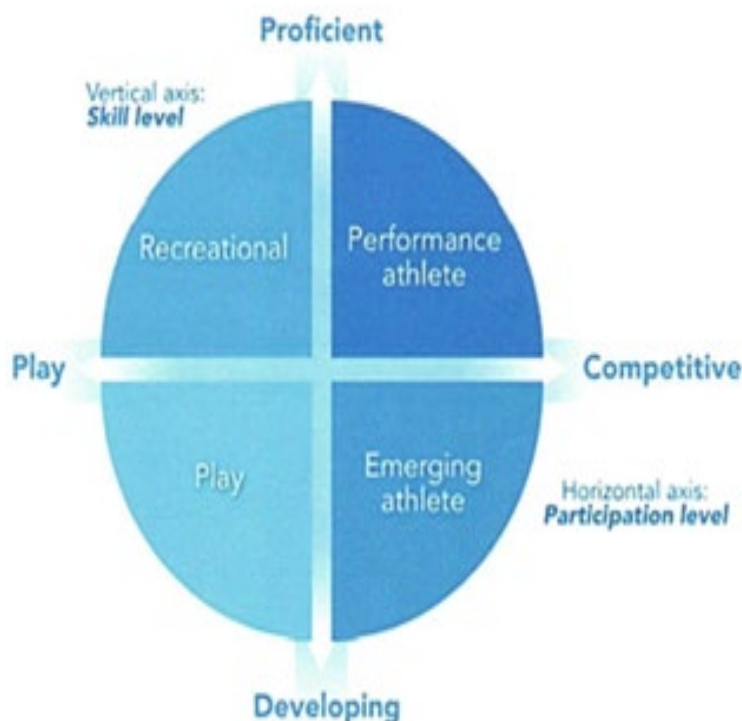 Proficient
Vertical axis:
Skill level
Recreational
Performance
athlete
Play
Competitive
Play
Emerging
athlete
Horizontal axis:
Participation level
Developing